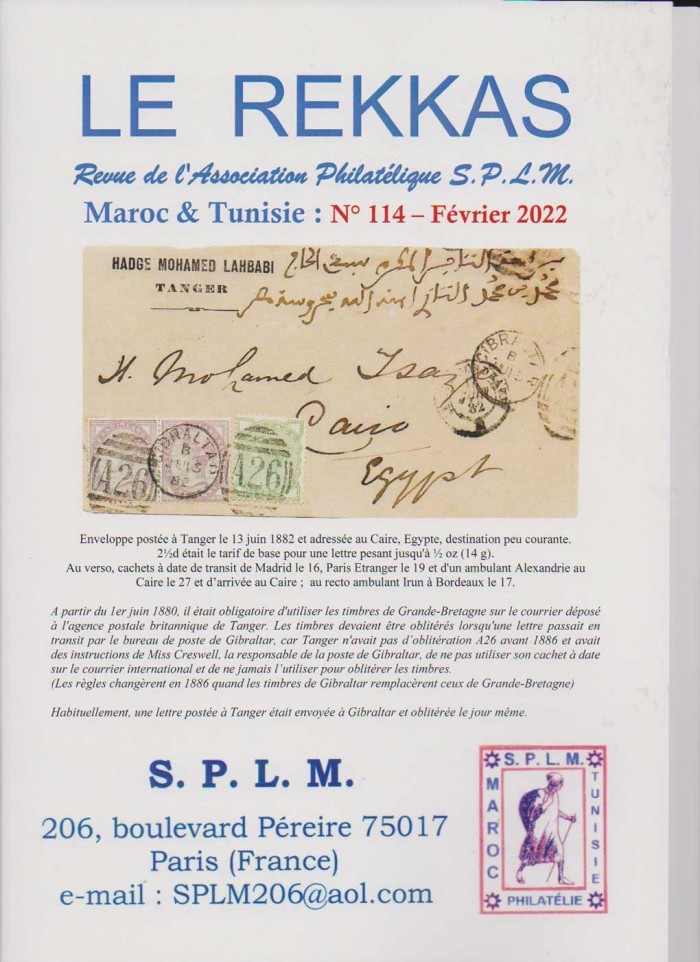 LE REKKAS
Revue de l'Association Philatélique S.P.L.M.
Maroc & Tunisie : N° 114 – Février 2022
HADGE MOHAMED LAHBABI
TANGER
H. Mohamed
Cairo
Egypt
GIBRALTAR
A26
GIBRALTAR
B
82
A26
Enveloppe postée à Tanger le 13 juin 1882 et adressée au Caire, Egypte, destination peu courante.
2½d était le tarif de base pour une lettre pesant jusqu'à ½ oz (14 g).
Au verso, cachets à date de transit de Madrid le 16, Paris Etranger le 19 et d'un ambulant Alexandrie au
Caire le 27 et d'arrivée au Caire ; au recto ambulant Irun à Bordeaux le 17.
A partir du 1er juin 1880, il était obligatoire d'utiliser les timbres de Grande-Bretagne sur le courrier déposé
à l'agence postale britannique de Tanger. Les timbres devaient être oblitérés lorsqu'une lettre passait en
transit par le bureau de poste de Gibraltar, car Tanger n'avait pas d'oblitération A26 avant 1886 et avait
des instructions de Miss Creswell, la responsable de la poste de Gibraltar, de ne pas utiliser son cachet à date
sur le courrier international et de ne jamais l'utiliser pour oblitérer les timbres.
(Les règles changèrent en 1886 quand les timbres de Gibraltar remplacèrent ceux de Grande-Bretagne)
Habituellement, une lettre postée à Tanger était envoyée à Gibraltar et oblitérée le jour même.
S. P. L. M.
206, boulevard Péreire 75017
Paris (France)
e-mail : SPLM206@aol.com
S. P. L. M.
MAROC
TUNISIE
PHILATÉLIE